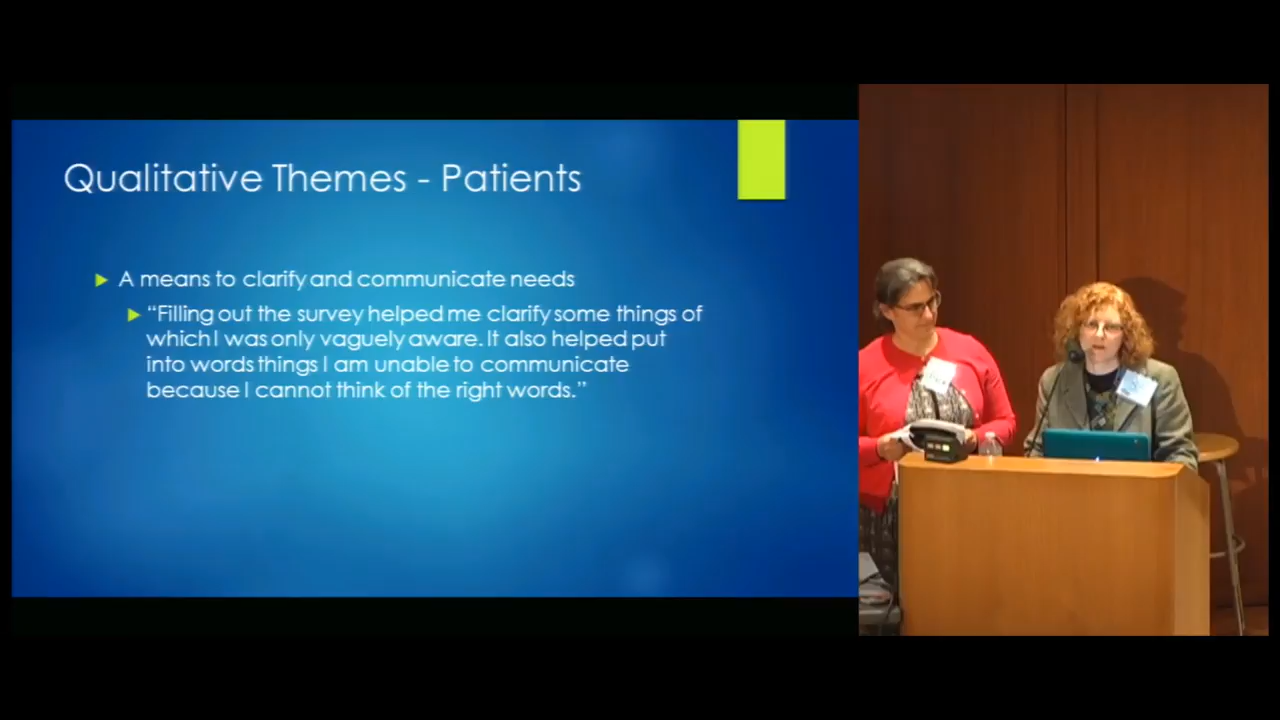 Qualitative Themes - Patients
A means to clarify and communicate needs
“Filling out the survey helped me clarify some things of
which I was only vaguely aware. It also helped put
into words things I am unable to communicate
because I cannot think of the right words.”